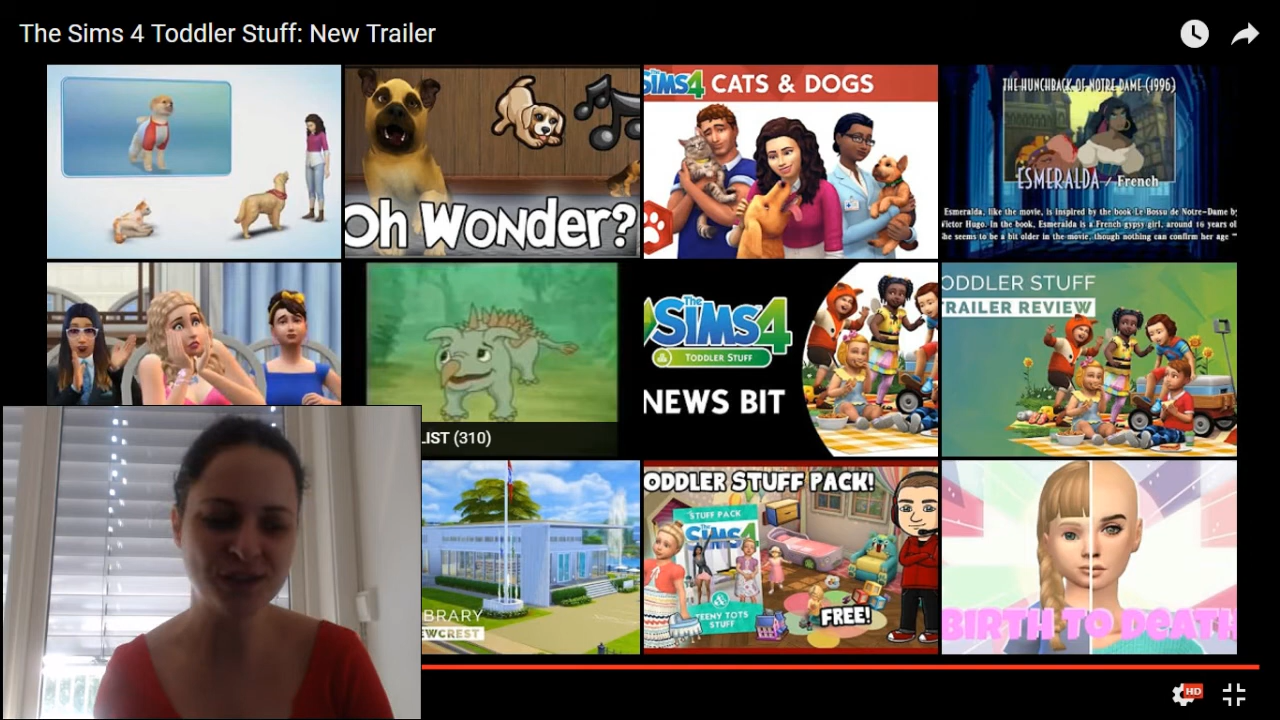 The Sims 4 Toddler Stuff: New Trailer
Oh Wonder?
SIMS4 CATS & DOGS
THE HUNCHBACK OF NOTRE DAME (1996)
ESMERALDA / French
Esmeralda, like the movie, is inspired by the book Le Bossu de Notre-Dame by
Victor Hugo. In the book, Esmeralda is a French gypsy girl, around 16 years ol
he seems to be a bit older in the movie, though nothing can confirm her age ""
LIST (310)
The SIMS4
TODDLER STUFF
NEWS BIT
ODDLER STUFF
TRAILER REVIEW
BRARY
EWCREST
ODDLER STUFF PACK!
STUFF PACK
The SIMS4
&
TEENY TOTS
STUFF
FREE!
BIRTH TO DEATH
HD